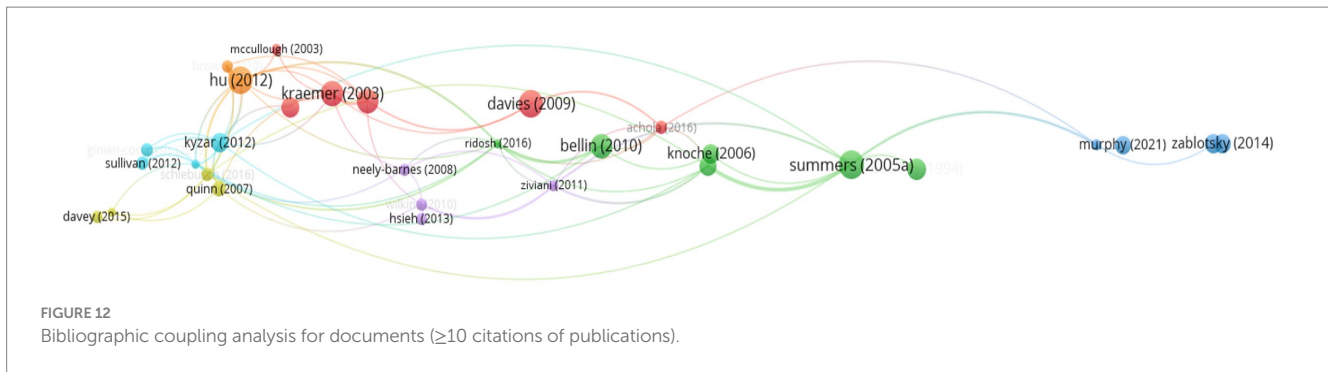 mccullough (2003)
hu (2012)
kraemer (2003)
davies (2009)
achola (2016)
kyzar (2012)
ridosh (2016)
bellin (2010)
knoche (2006)
murphy (2021)
zablotsky (2014)
sullivan (2012)
neely-barnes (2008)
summers (2005a)
quinn (2007)
ziviani (2011)
davey (2015)
hsieh (2013)
FIGURE 12
Bibliographic coupling analysis for documents (≥10 citations of publications).